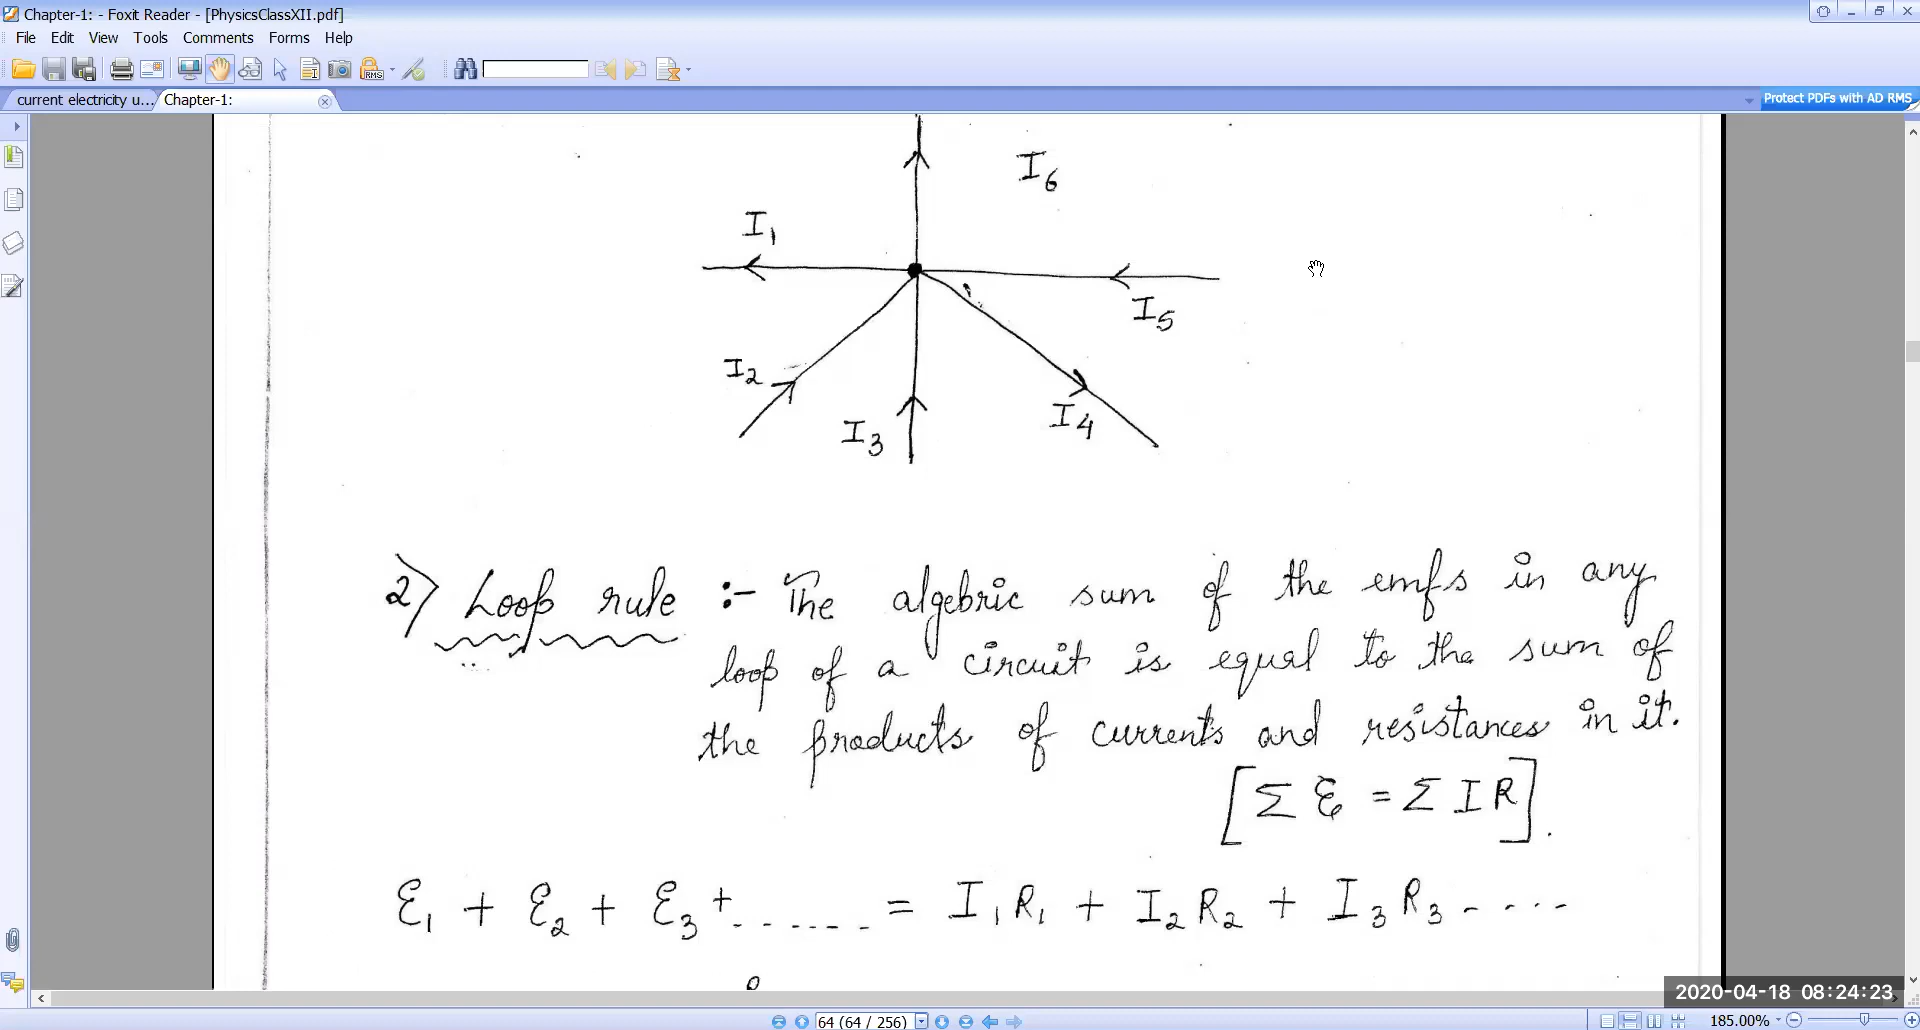 Chapter-1: - Foxit Reader - [PhysicsClassXII.pdf]
File Edit View Tools Comments Forms Help
RMS
current electricity u... Chapter-1:
Protect PDFs with AD RMS
I6
I1
I5
I2
I4
I3
2) Loop rule :- The algebric sum of the emfs in any
loop of a circuit is equal to the sum of
the products of currents and resistances in it.
[Σ ℰ = Σ I R].
ℰ1 + ℰ2 + ℰ3 + ...... = I1R1 + I2R2 + I3R3 - ....
2020-04-18 08:24:23
64 (64 / 256) 185.00%